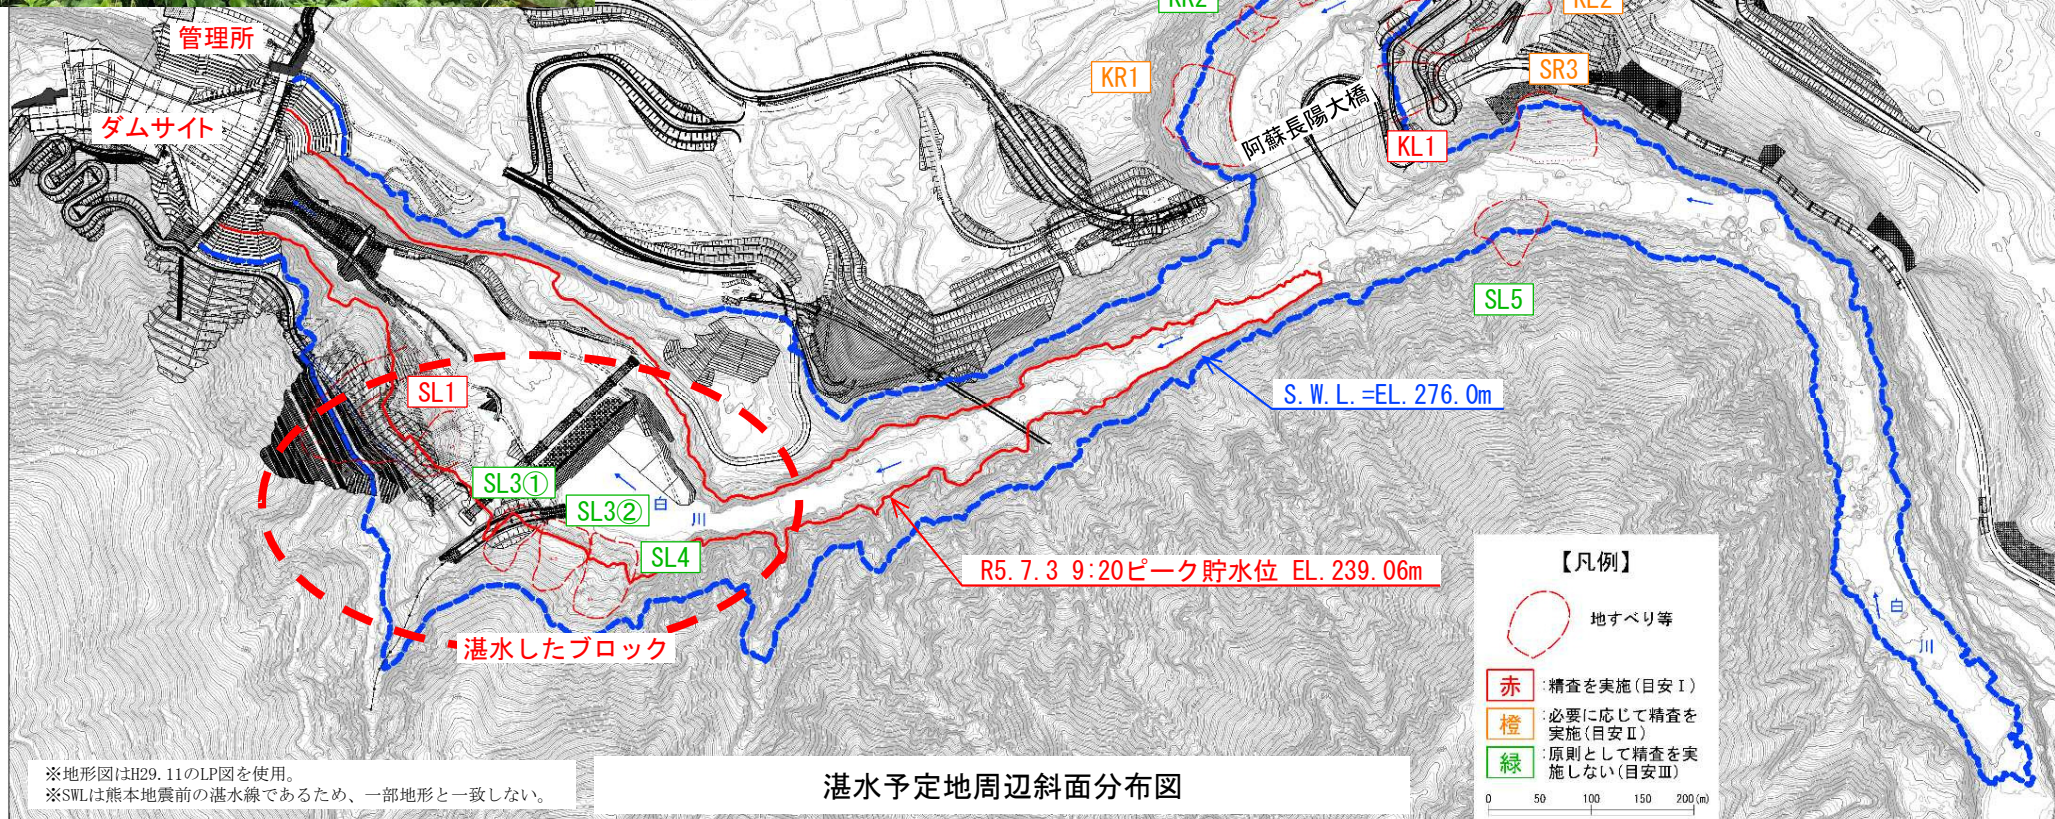 KR2
KL2
管理所
KR1
SR3
ダムサイト
阿蘇長陽大橋
KL1
SL5
S.W.L.=EL.276.0m
SL1
SL3①
SL3②
白
川
SL4
R5.7.3 9:20ピーク貯水位 EL.239.06m
湛水したブロック
【凡例】
地すべり等
白
川
赤 :精査を実施(目安Ⅰ)
橙 :必要に応じて精査を
実施(目安Ⅱ)
緑 :原則として精査を実
施しない(目安Ⅲ)
0 50 100 150 200(m)
※地形図はH29.11のLP図を使用。
※SWLは熊本地震前の湛水線であるため、一部地形と一致しない。
湛水予定地周辺斜面分布図